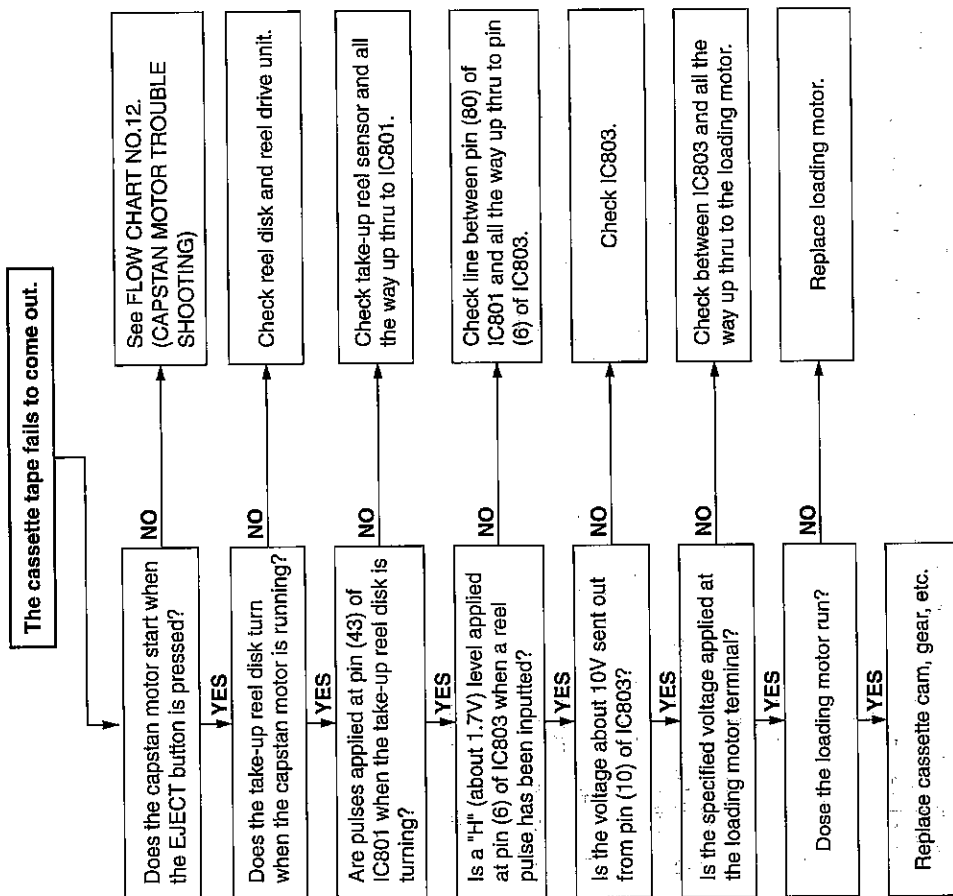 The cassette tape fails to come out.
Does the capstan motor start when
the EJECT button is pressed?
NO
See FLOW CHART NO.12.
(CAPSTAN MOTOR TROUBLE
SHOOTING)
YES
Does the take-up reel disk turn
when the capstan motor is running?
NO
Check reel disk and reel drive unit.
YES
Are pulses applied at pin (43) of
IC801 when the take-up reel disk is
turning?
NO
Check take-up reel sensor and all
the way up thru to IC801.
YES
Is a "H" (about 1.7V) level applied
at pin (6) of IC803 when a reel
pulse has been inputted?
NO
Check line between pin (80) of
IC801 and all the way up thru to pin
(6) of IC803.
YES
Is the voltage about 10V sent out
from pin (10) of IC803?
NO
Check IC803.
YES
Is the specified voltage applied at
the loading motor terminal?
NO
Check between IC803 and all the
way up thru to the loading motor.
YES
Dose the loading motor run?
NO
Replace loading motor.
YES
Replace cassette cam, gear, etc.